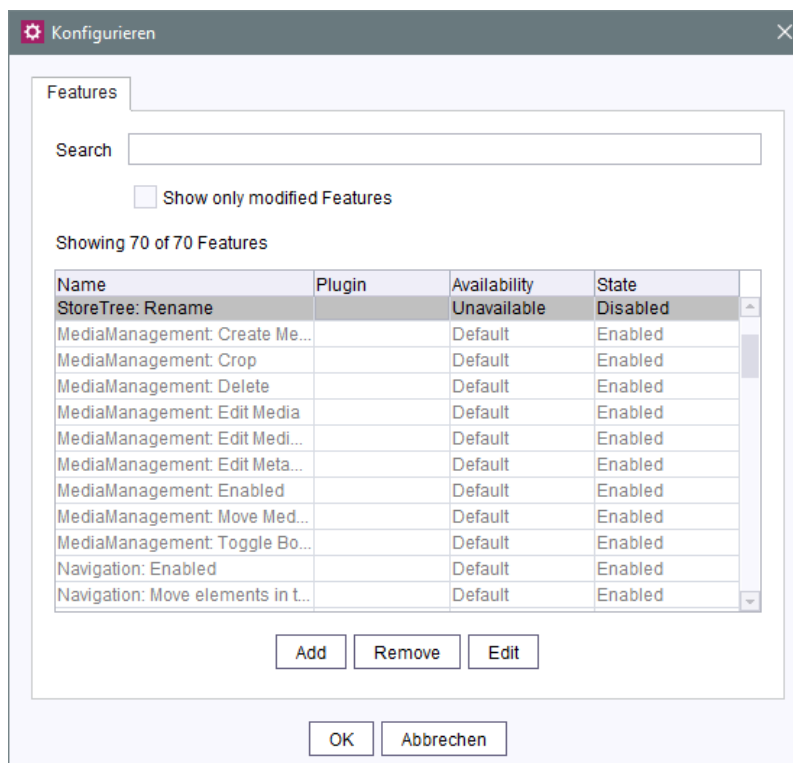 Konfigurieren
Features
Search
Show only modified Features
Showing 70 of 70 Features
Name Plugin Availability State
StoreTree: Rename Unavailable Disabled
MediaManagement: Create Me... Default Enabled
MediaManagement: Crop Default Enabled
MediaManagement: Delete Default Enabled
MediaManagement: Edit Media Default Enabled
MediaManagement: Edit Medi... Default Enabled
MediaManagement: Edit Meta... Default Enabled
MediaManagement: Enabled Default Enabled
MediaManagement: Move Med... Default Enabled
MediaManagement: Toggle Bo... Default Enabled
Navigation: Enabled Default Enabled
Navigation: Move elements in t... Default Enabled
Add Remove Edit
OK Abbrechen